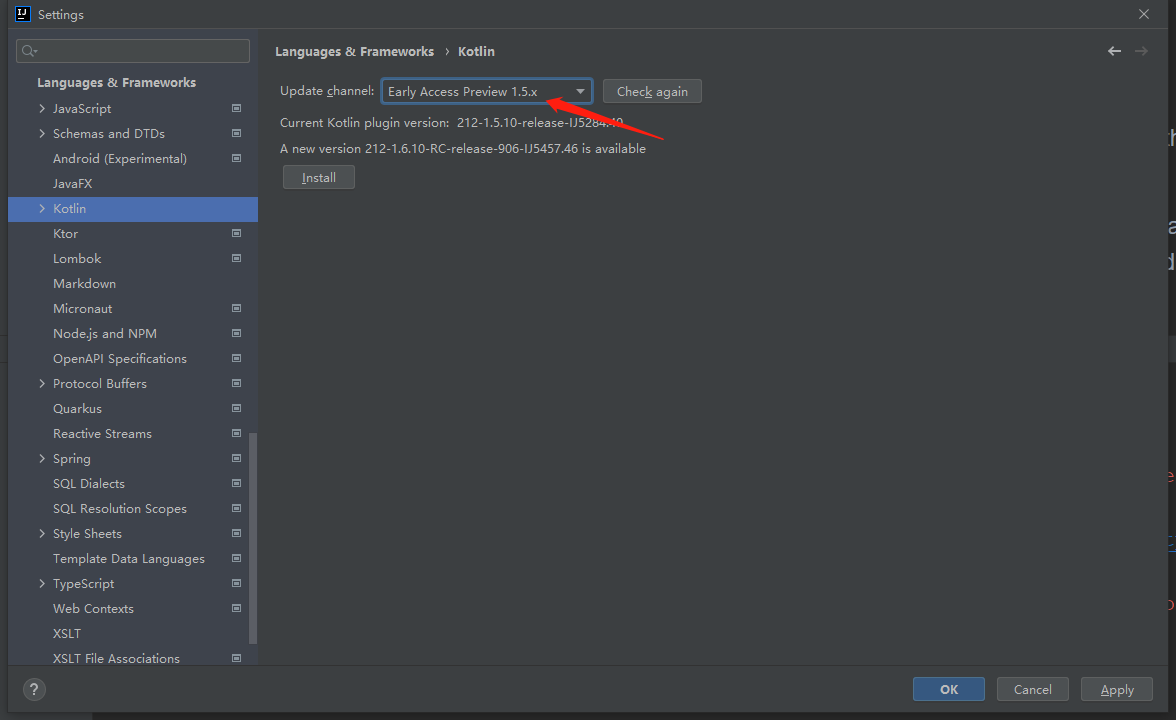 Settings
Languages & Frameworks
JavaScript
Schemas and DTDs
Android (Experimental)
JavaFX
Kotlin
Ktor
Lombok
Markdown
Micronaut
Node.js and NPM
OpenAPI Specifications
Protocol Buffers
Quarkus
Reactive Streams
Spring
SQL Dialects
SQL Resolution Scopes
Style Sheets
Template Data Languages
TypeScript
Web Contexts
XSLT
XSLT File Associations
Languages & Frameworks › Kotlin
Update channel: Early Access Preview 1.5.x Check again
Current Kotlin plugin version: 212-1.5.10-release-IJ5284.40
A new version 212-1.6.10-RC-release-906-IJ5457.46 is available
Install
? OK Cancel Apply